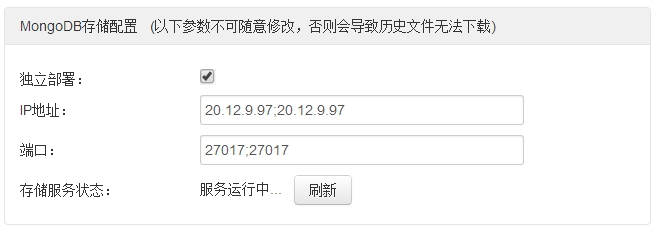 MongoDB存储配置 (以下参数不可随意修改，否则会导致历史文件无法下载)
独立部署：
IP地址： 20.12.9.97;20.12.9.97
端口： 27017;27017
存储服务状态： 服务运行中... 刷新